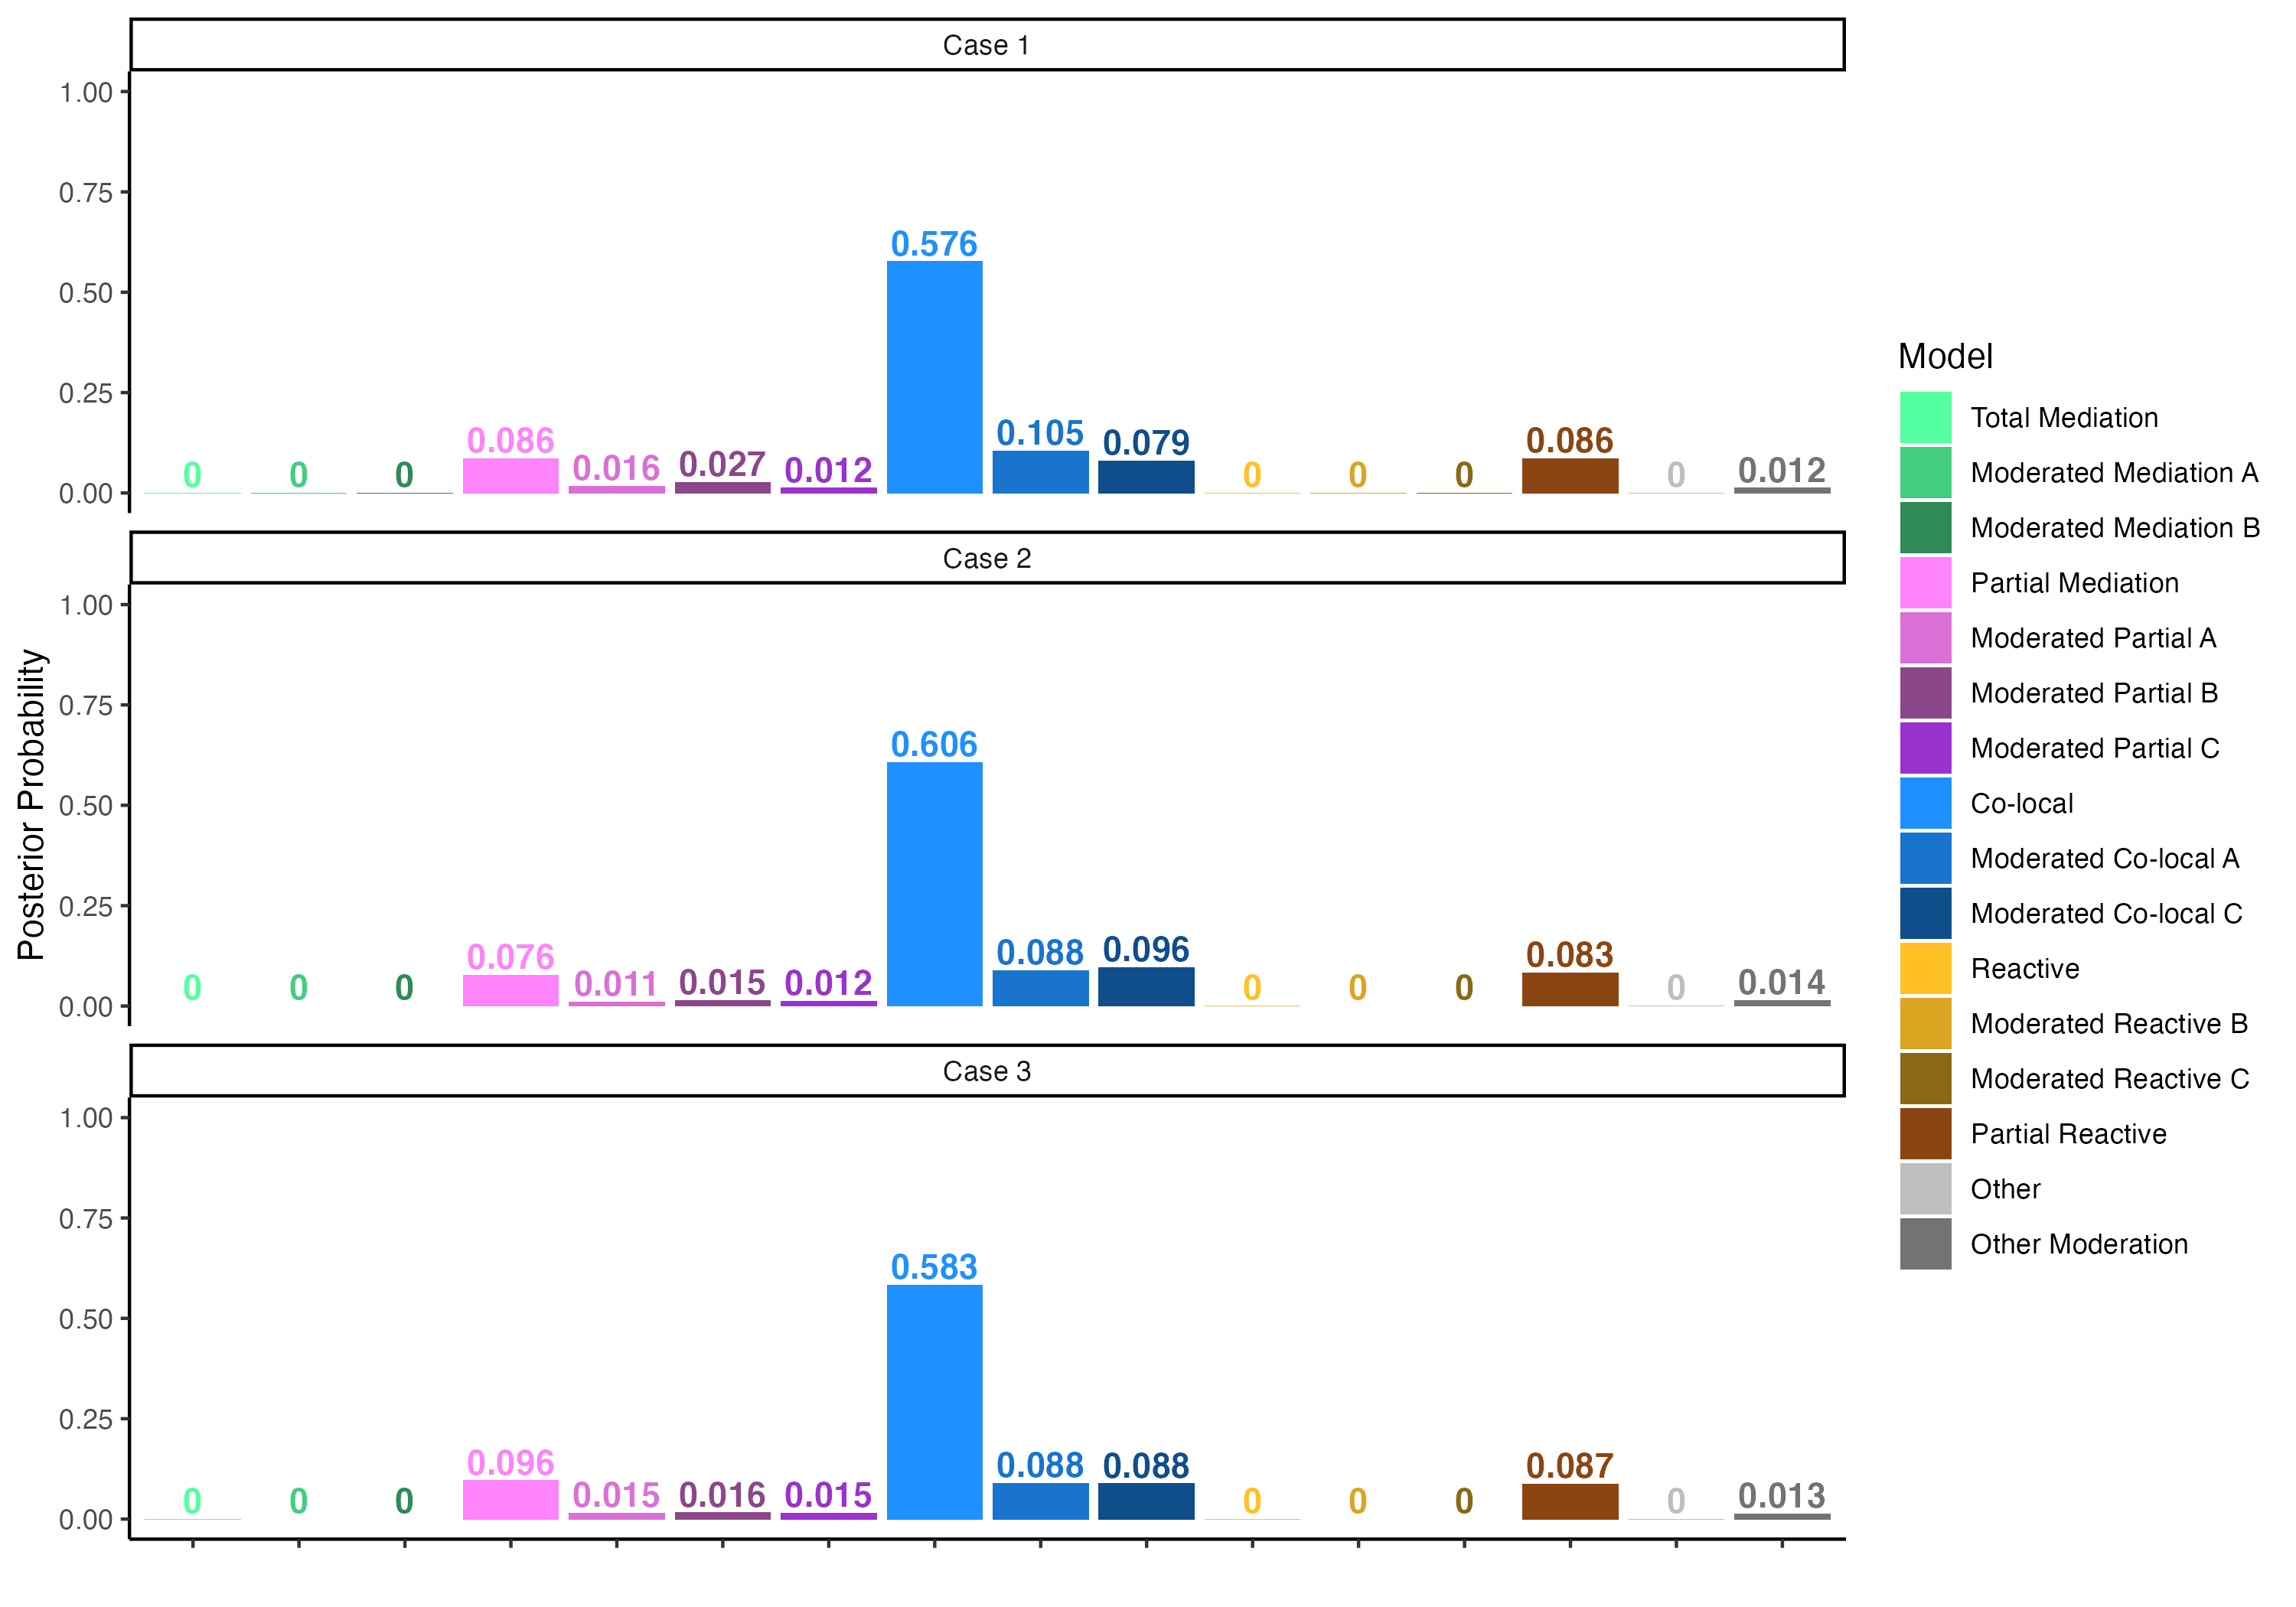 Case 1
1.00
0.75
0.50
0.25
0.00
0 0 0 0.086 0.016 0.027 0.012 0.576 0.105 0.079 0 0 0 0.086 0 0.012
Case 2
1.00
0.75
0.50
0.25
0.00
0 0 0 0.076 0.011 0.015 0.012 0.606 0.088 0.096 0 0 0 0.083 0 0.014
Case 3
1.00
0.75
0.50
0.25
0.00
0 0 0 0.096 0.015 0.016 0.015 0.583 0.088 0.088 0 0 0 0.087 0 0.013
Posterior Probability
Model
Total Mediation
Moderated Mediation A
Moderated Mediation B
Partial Mediation
Moderated Partial A
Moderated Partial B
Moderated Partial C
Co-local
Moderated Co-local A
Moderated Co-local C
Reactive
Moderated Reactive B
Moderated Reactive C
Partial Reactive
Other
Other Moderation